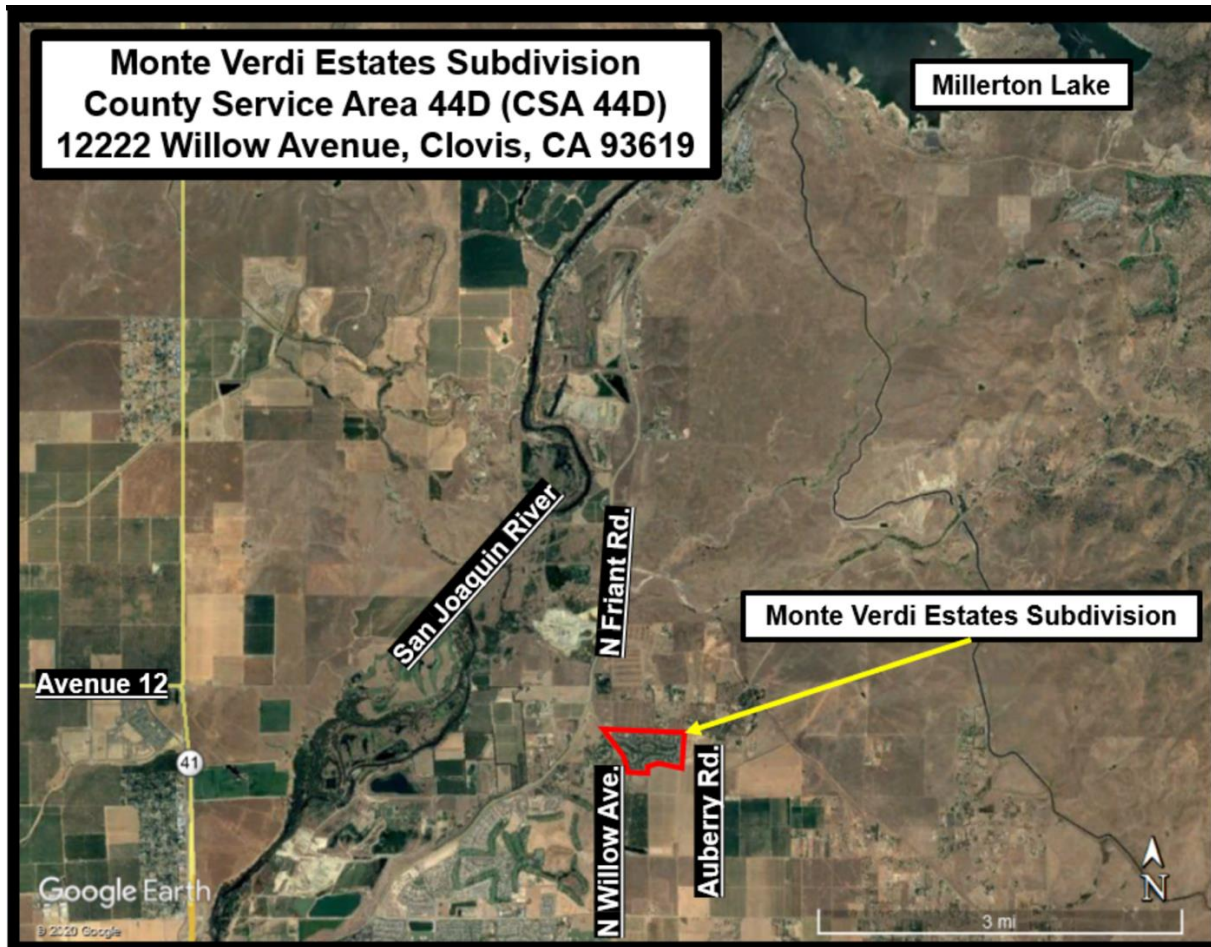 Monte Verdi Estates Subdivision
County Service Area 44D (CSA 44D)
12222 Willow Avenue, Clovis, CA 93619
Millerton Lake
San Joaquin River
N Friant Rd.
Monte Verdi Estates Subdivision
Avenue 12
41
N Willow Ave.
Auberry Rd.
Google Earth
© 2020 Google
N
3 mi